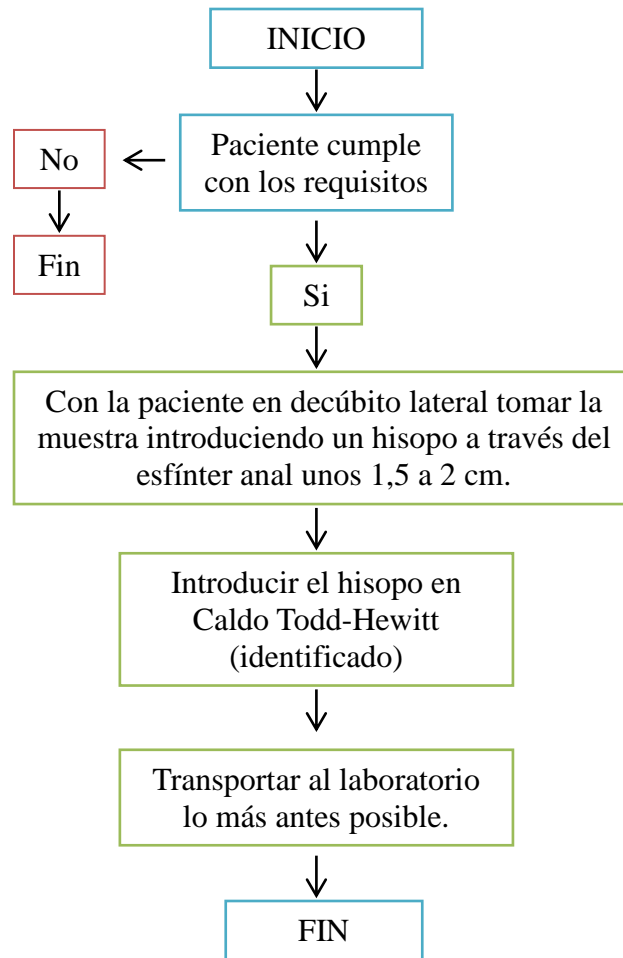 INICIO
Paciente cumple
con los requisitos
No
Fin
Si
Con la paciente en decúbito lateral tomar la
muestra introduciendo un hisopo a través del
esfínter anal unos 1,5 a 2 cm.
Introducir el hisopo en
Caldo Todd-Hewitt
(identificado)
Transportar al laboratorio
lo más antes posible.
FIN